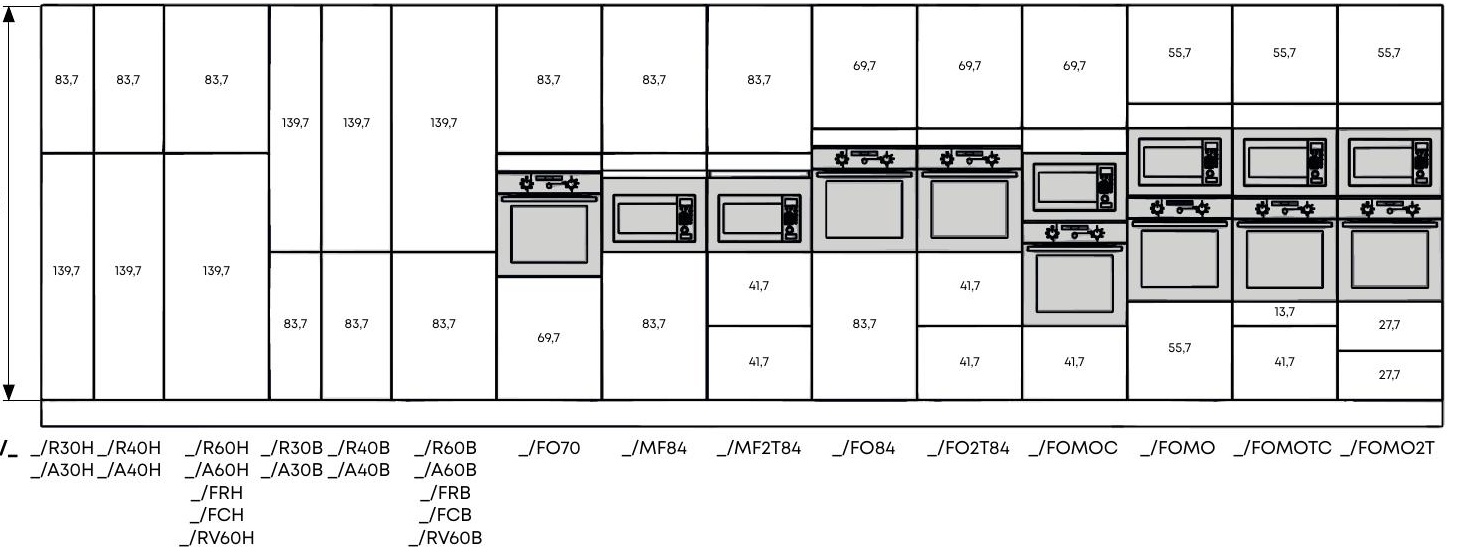 83,7 83,7 83,7 139,7 139,7 139,7 83,7 83,7 83,7 69,7 69,7 69,7 55,7 55,7 55,7
139,7 139,7 139,7 83,7 83,7 83,7 69,7 83,7 41,7 83,7 41,7 41,7 55,7 13,7 27,7
41,7 41,7 41,7 27,7
/_ _/R30H _/R40H _/R60H _/R30B _/R40B _/R60B _/FO70 _/MF84 _/MF2T84 _/FO84 _/FO2T84 _/FOMOC _/FOMO _/FOMOTC _/FOMO2T
_/A30H _/A40H _/A60H _/A30B _/A40B _/A60B
_/FRH _/FRB
_/FCH _/FCB
_/RV60H _/RV60B